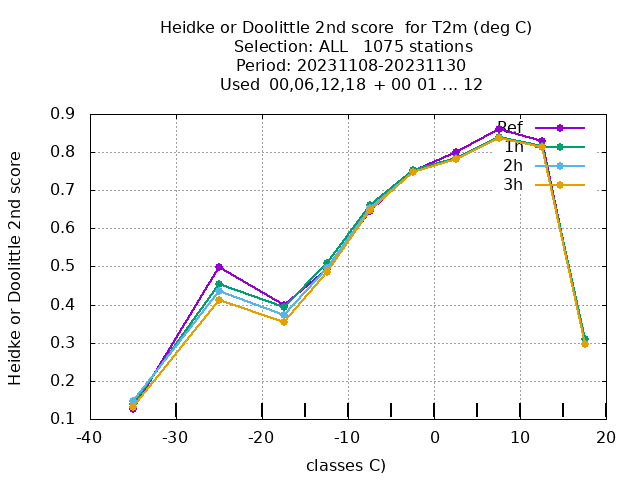 Heidke or Doolittle 2nd score  for T2m (deg C)
Selection: ALL   1075 stations
Period: 20231108-20231130
Used  00,06,12,18  + 00 01 ... 12
Heidke or Doolittle 2nd score
0.9
0.8
0.7
0.6
0.5
0.4
0.3
0.2
0.1
Ref
1h
2h
3h
-40 -30 -20 -10 0 10 20
classes C)